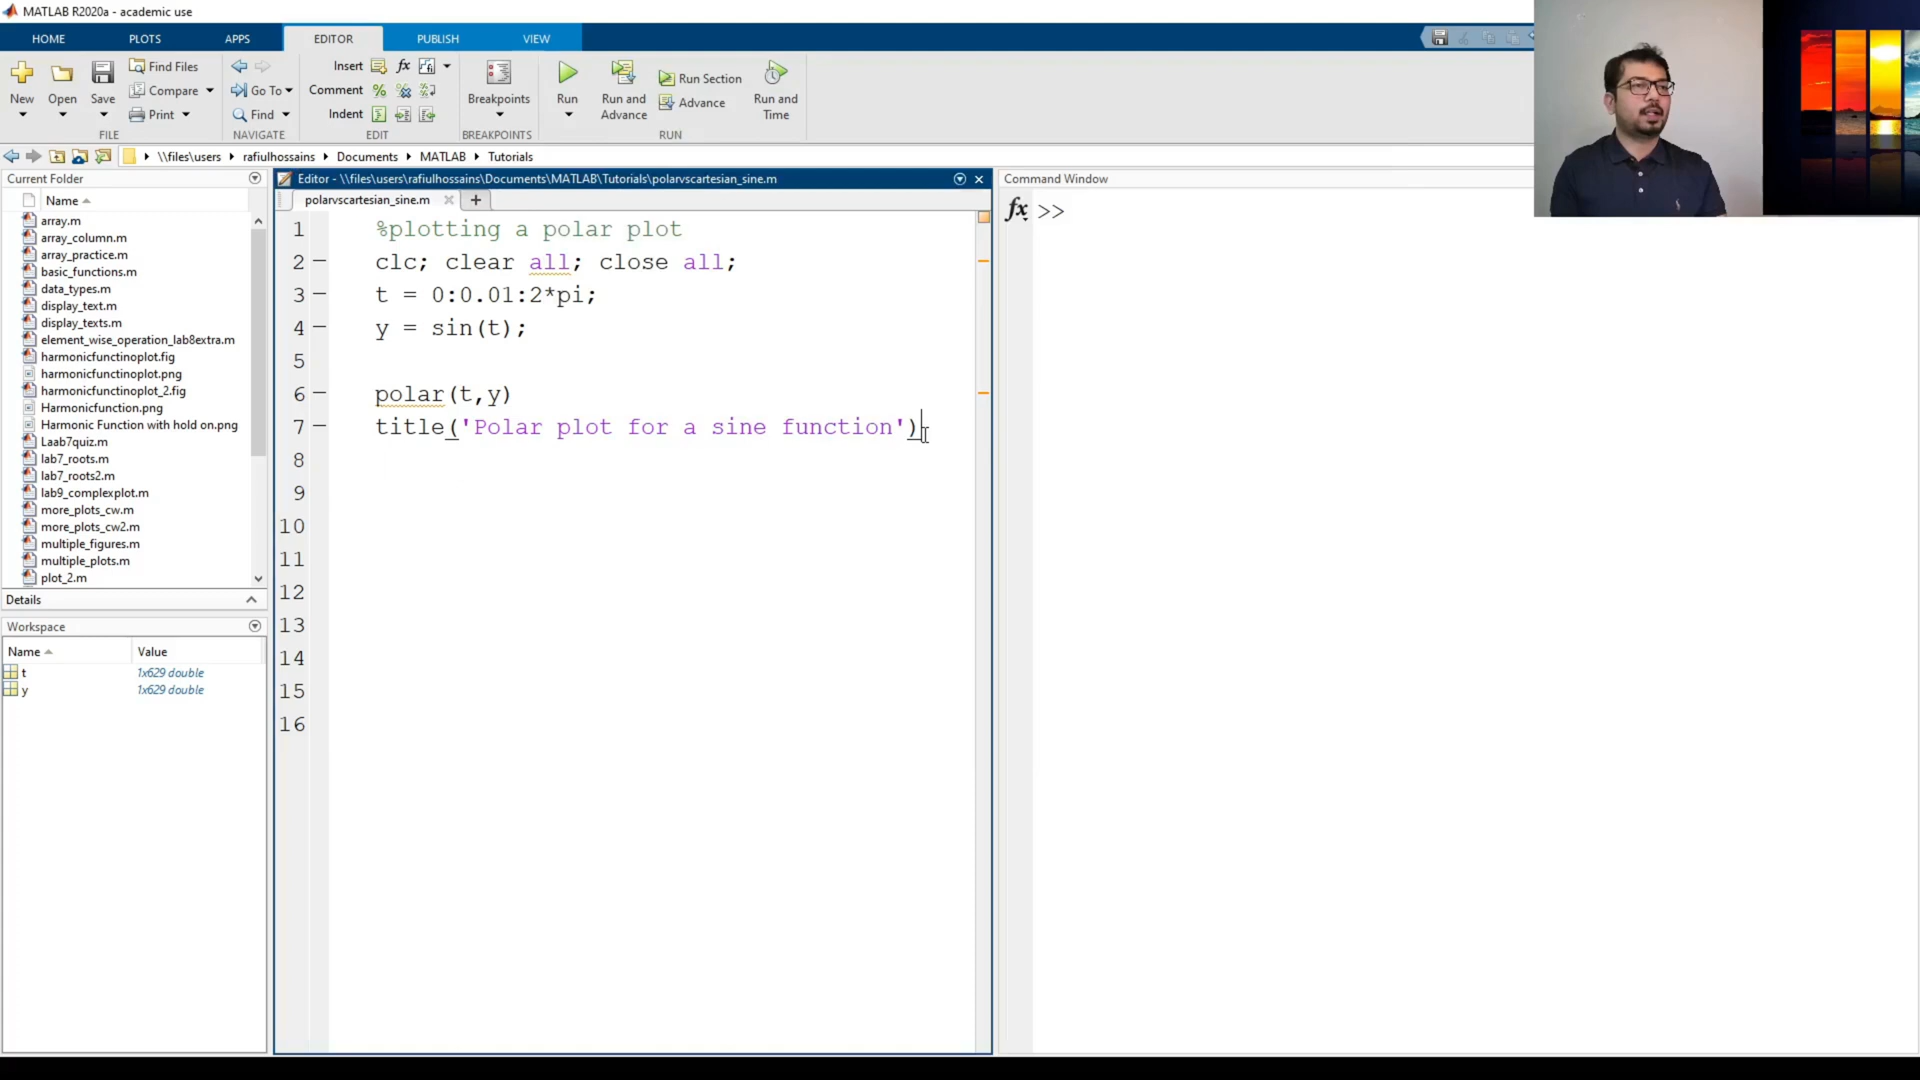 MATLAB R2020a - academic use
HOME PLOTS APPS EDITOR PUBLISH VIEW
Find Files Insert fx
Compare Go To Comment Run Section
New Open Save Breakpoints Run Run and Advance Advance Run and Time
Print Find Indent
FILE NAVIGATE EDIT BREAKPOINTS RUN
\\files\users rafiulhossains Documents MATLAB Tutorials
Current Folder
Name
array.m
array_column.m
array_practice.m
basic_functions.m
data_types.m
display_text.m
display_texts.m
element_wise_operation_lab8extra.m
harmonicfunctinoplot.fig
harmonicfunctinoplot.png
harmonicfunctinoplot_2.fig
Harmonicfunction.png
Harmonic Function with hold on.png
Laab7quiz.m
lab7_roots.m
lab7_roots2.m
lab9_complexplot.m
more_plots_cw.m
more_plots_cw2.m
multiple_figures.m
multiple_plots.m
plot_2.m
Details
Workspace
Name Value
t 1x629 double
y 1x629 double
Editor - \\files\users\rafiulhossains\Documents\MATLAB\Tutorials\polarvscartesian_sine.m
polarvscartesian_sine.m
1 %plotting a polar plot
2 – clc; clear all; close all;
3 – t = 0:0.01:2*pi;
4 – y = sin(t);
5
6 – polar(t,y)
7 – title('Polar plot for a sine function')
8
9
10
11
12
13
14
15
16
Command Window
fx >>